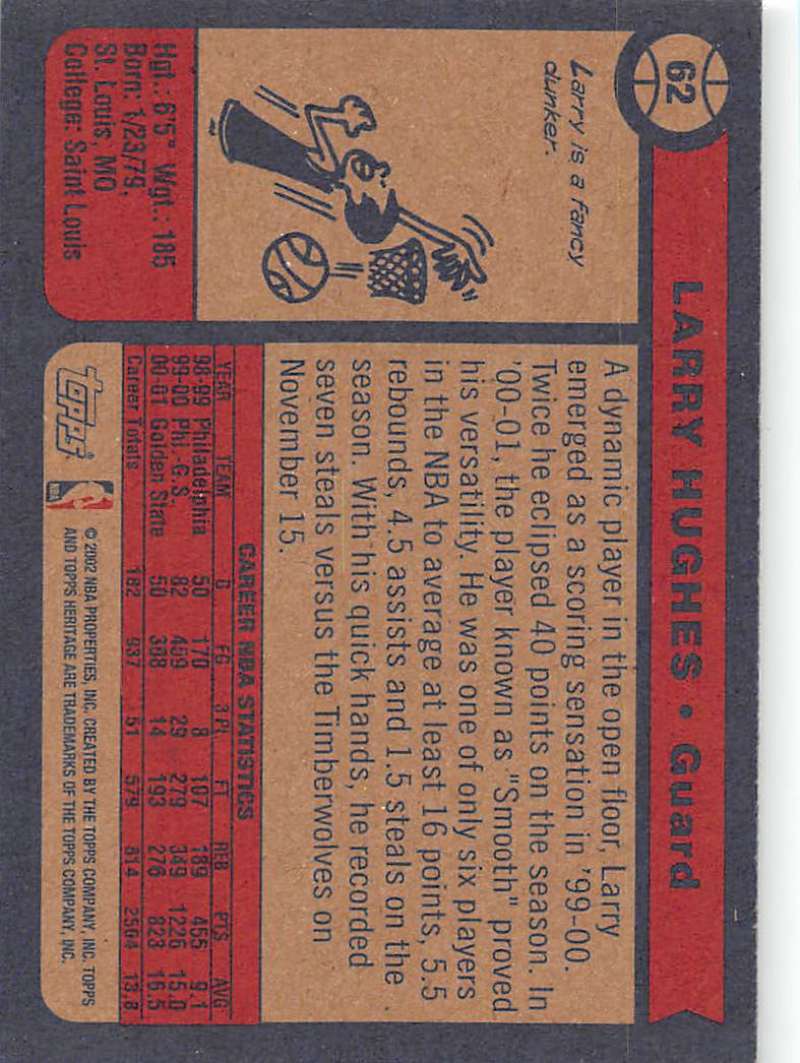 62
LARRY HUGHES • Guard
Larry is a fancy
dunker.
Hgt.: 6'5" Wgt.: 185
Born: 1/23/79,
St. Louis, MO
College: Saint Louis
A dynamic player in the open floor, Larry
emerged as a scoring sensation in '99-00.
Twice he eclipsed 40 points on the season. In
'00-01, the player known as "Smooth" proved
his versatility. He was one of only six players
in the NBA to average at least 16 points, 5.5
rebounds, 4.5 assists and 1.5 steals on the
season. With his quick hands, he recorded
seven steals versus the Timberwolves on
November 15.
CAREER NBA STATISTICS
YEAR TEAM G FG 3 Pt FT REB PTS AVG
98-99 Philadelphia 50 170 8 107 189 455 9.1
99-00 Phi.-G.S. 82 459 29 279 349 1226 15.0
00-01 Golden State 50 308 14 193 276 823 16.5
Career Totals 182 937 51 579 814 2504 13.8
topps
NBA
© 2002 NBA PROPERTIES, INC. CREATED BY THE TOPPS COMPANY, INC. TOPPS
AND TOPPS HERITAGE ARE TRADEMARKS OF THE TOPPS COMPANY, INC.